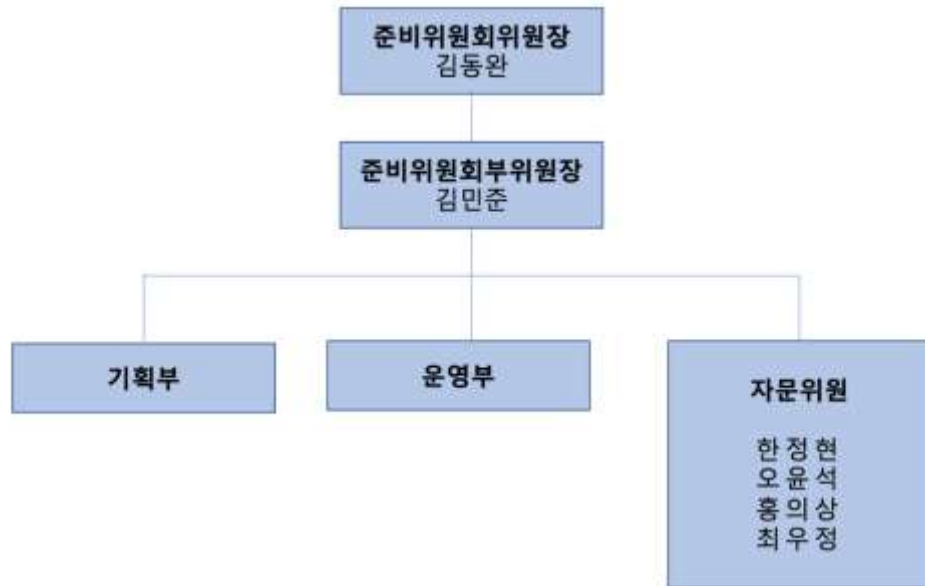 준비위원회위원장
김동완
준비위원회부위원장
김민준
기획부
운영부
자문위원
한 정 현
오 윤 석
홍 의 상
최 우 정